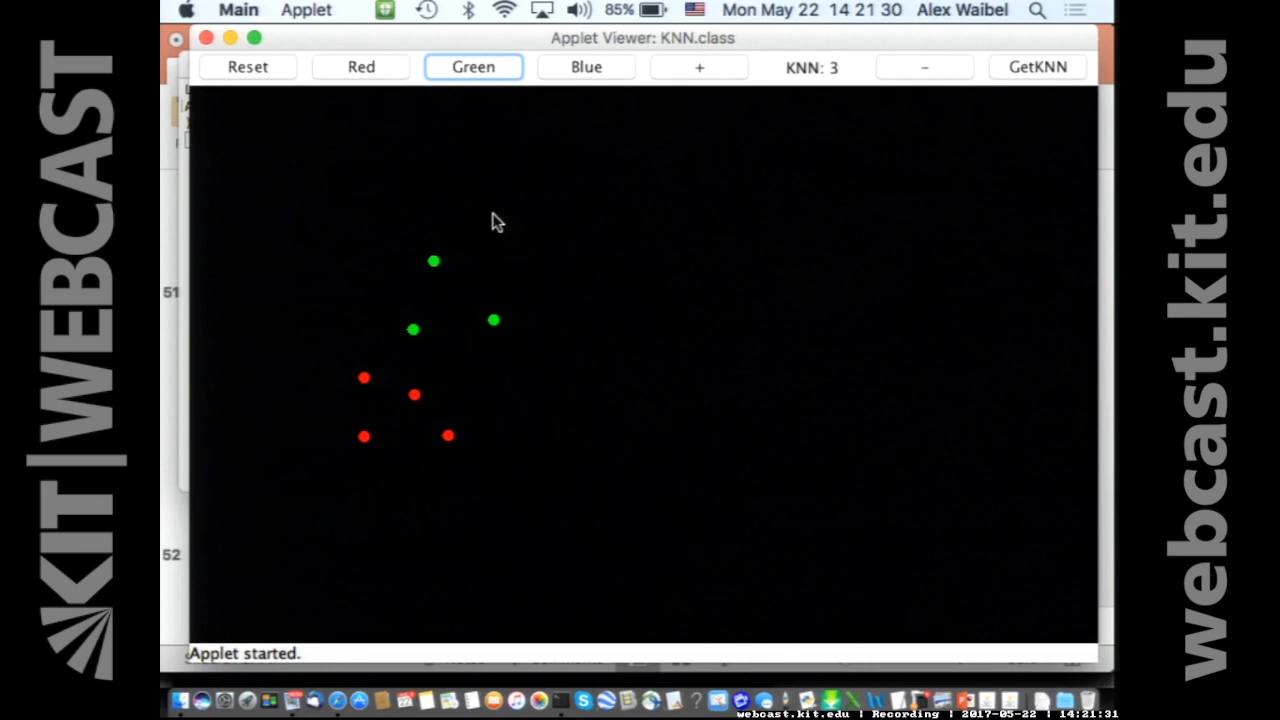 Main Applet 85% Mon May 22 14 21 30 Alex Waibel
Applet Viewer: KNN.class
Reset Red Green Blue + KNN: 3 – GetKNN
51
52
Applet started.
KIT|WEBCAST
webcast.kit.edu
webcast.kit.edu | Recording | 2017-05-22 | 14:21:31